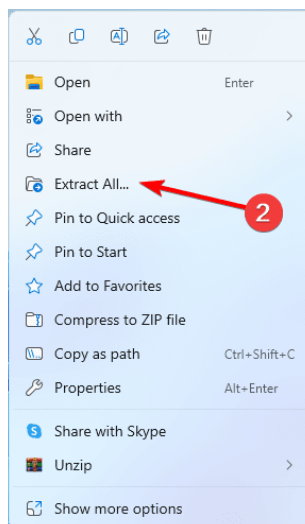 Open Enter
Open with
Share
Extract All...
2
Pin to Quick access
Pin to Start
Add to Favorites
Compress to ZIP file
Copy as path Ctrl+Shift+C
Properties Alt+Enter
Share with Skype
Unzip
Show more options